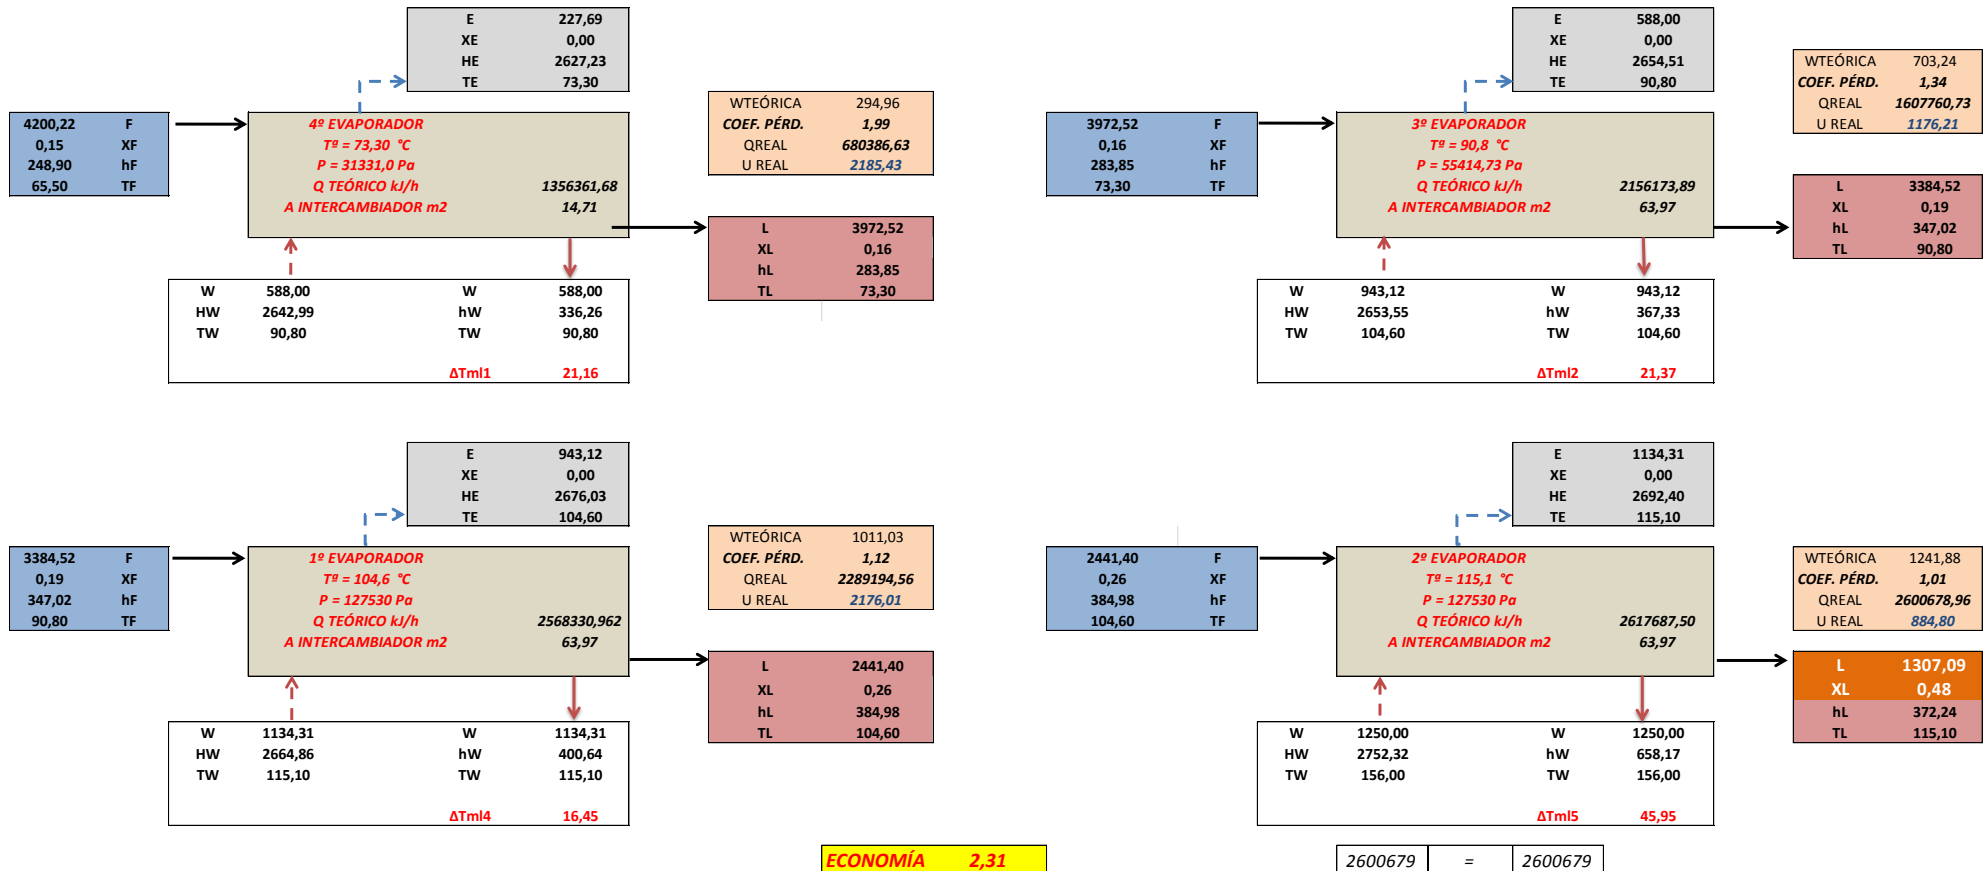 E 227,69
XE 0,00
HE 2627,23
TE 73,30
4200,22 F
0,15 XF
248,90 hF
65,50 TF
4º EVAPORADOR
Tª = 73,30 °C
P = 31331,0 Pa
Q TEÓRICO kJ/h 1356361,68
A INTERCAMBIADOR m2 14,71
WTEÓRICA 294,96
COEF. PÉRD. 1,99
QREAL 680386,63
U REAL 2185,43
L 3972,52
XL 0,16
hL 283,85
TL 73,30
W 588,00 W 588,00
HW 2642,99 hW 336,26
TW 90,80 TW 90,80
ΔTml1 21,16
E 588,00
XE 0,00
HE 2654,51
TE 90,80
3972,52 F
0,16 XF
283,85 hF
73,30 TF
3º EVAPORADOR
Tª = 90,8 °C
P = 55414,73 Pa
Q TEÓRICO kJ/h 2156173,89
A INTERCAMBIADOR m2 63,97
WTEÓRICA 703,24
COEF. PÉRD. 1,34
QREAL 1607760,73
U REAL 1176,21
L 3384,52
XL 0,19
hL 347,02
TL 90,80
W 943,12 W 943,12
HW 2653,55 hW 367,33
TW 104,60 TW 104,60
ΔTml2 21,37
E 943,12
XE 0,00
HE 2676,03
TE 104,60
3384,52 F
0,19 XF
347,02 hF
90,80 TF
1º EVAPORADOR
Tª = 104,6 °C
P = 127530 Pa
Q TEÓRICO kJ/h 2568330,962
A INTERCAMBIADOR m2 63,97
WTEÓRICA 1011,03
COEF. PÉRD. 1,12
QREAL 2289194,56
U REAL 2176,01
L 2441,40
XL 0,26
hL 384,98
TL 104,60
W 1134,31 W 1134,31
HW 2664,86 hW 400,64
TW 115,10 TW 115,10
ΔTml4 16,45
E 1134,31
XE 0,00
HE 2692,40
TE 115,10
2441,40 F
0,26 XF
384,98 hF
104,60 TF
2º EVAPORADOR
Tª = 115,1 °C
P = 127530 Pa
Q TEÓRICO kJ/h 2617687,50
A INTERCAMBIADOR m2 63,97
WTEÓRICA 1241,88
COEF. PÉRD. 1,01
QREAL 2600678,96
U REAL 884,80
L 1307,09
XL 0,48
hL 372,24
TL 115,10
W 1250,00 W 1250,00
HW 2752,32 hW 658,17
TW 156,00 TW 156,00
ΔTml5 45,95
ECONOMÍA 2,31
2600679 = 2600679